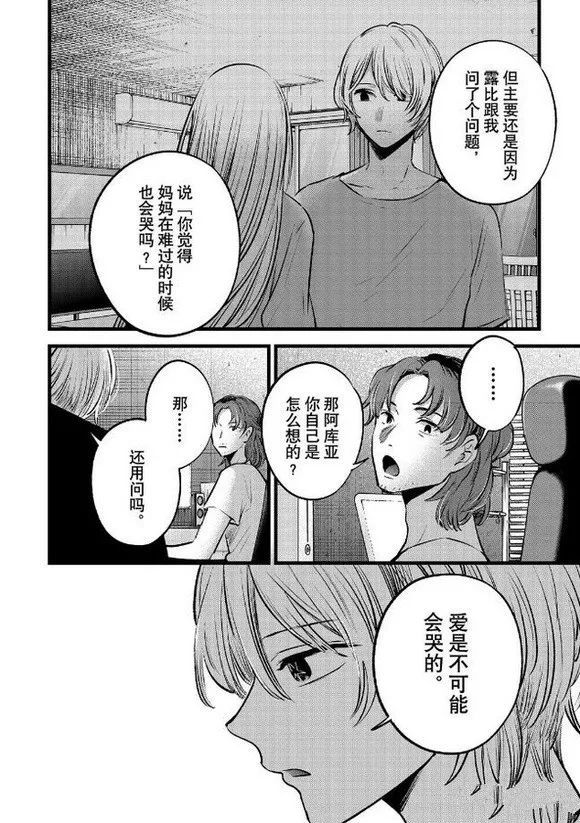 但主要还是因为
露比跟我
问了个问题，
说「你觉得
妈妈在难过的时候
也会哭吗？」
……
那阿库亚
你自己是
怎么想的？
那……
还用问吗。
爱是不可能
会哭的。